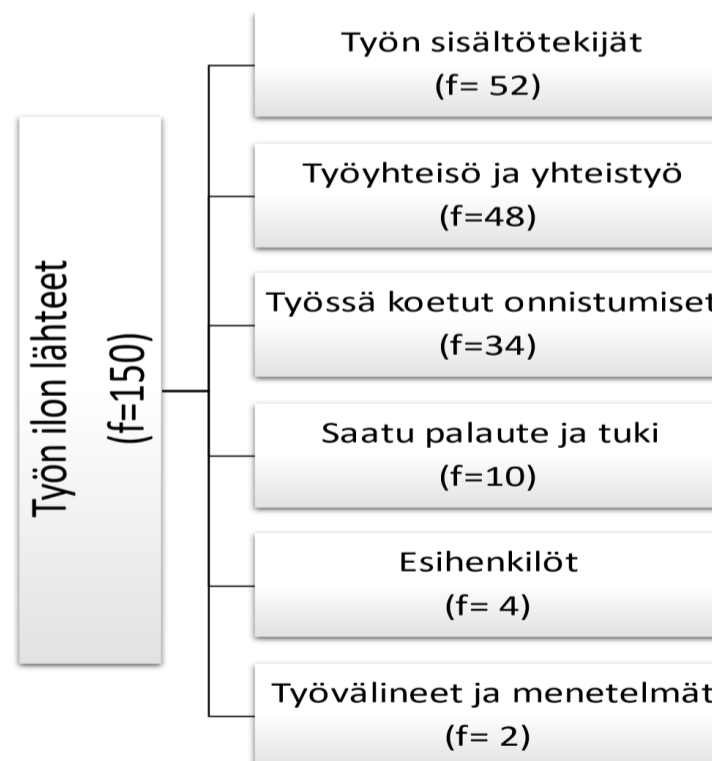 Työn ilon lähteet
(f=150)
Työn sisältötekijät
(f= 52)
Työyhteisö ja yhteistyö
(f=48)
Työssä koetut onnistumiset
(f=34)
Saatu palaute ja tuki
(f=10)
Esihenkilöt
(f= 4)
Työvälineet ja menetelmät
(f= 2)